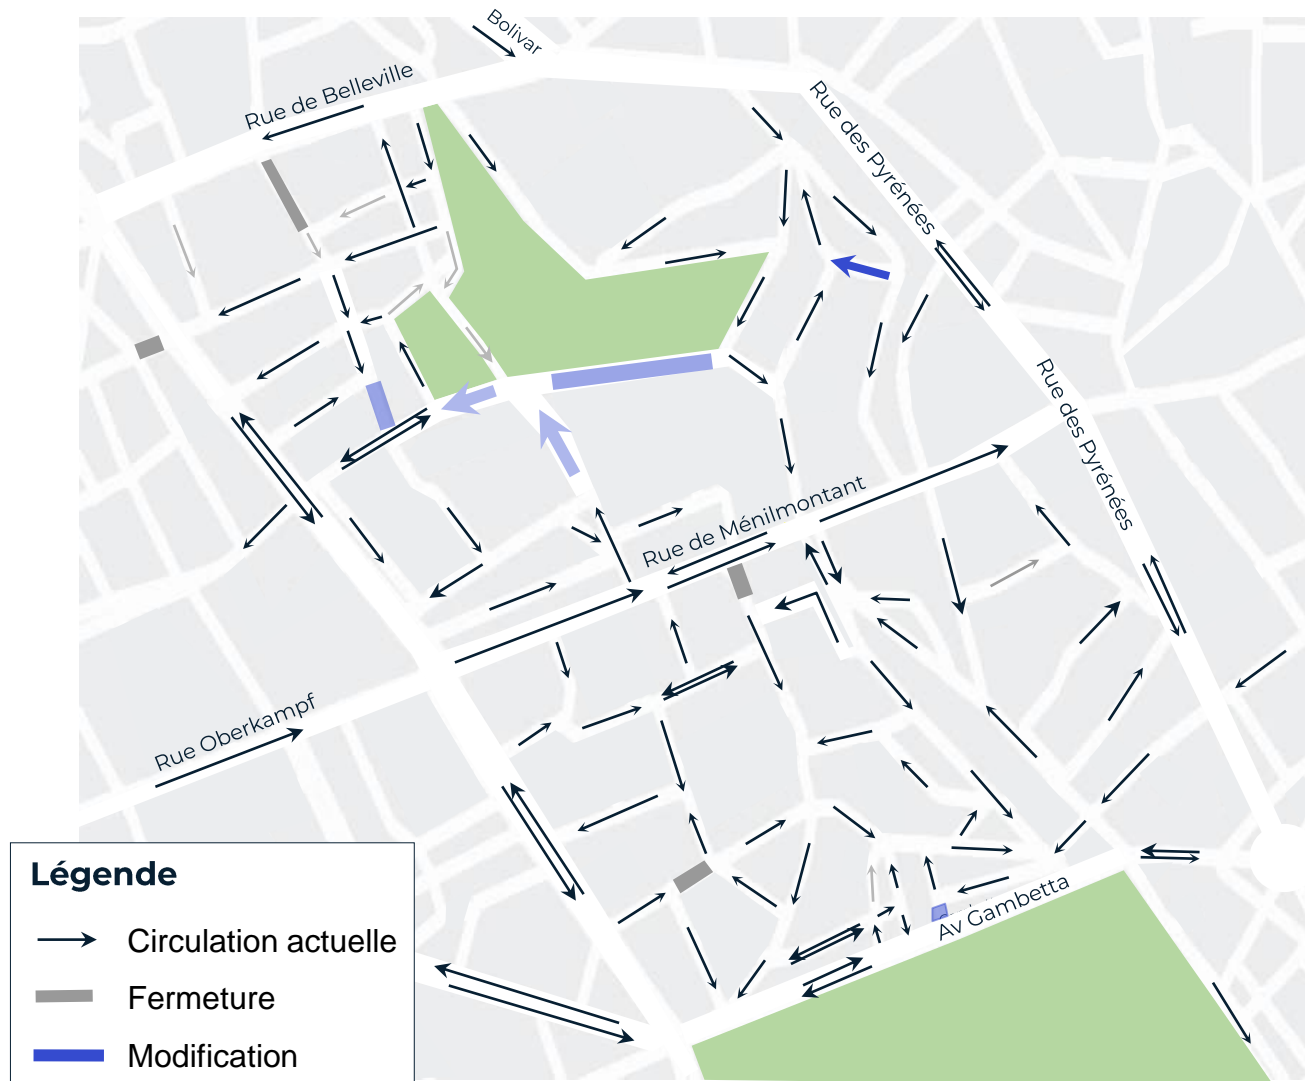 Bolivar
Rue de Belleville
Rue des Pyrénées
Rue des Pyrénées
Rue de Ménilmontant
Rue Oberkampf
Av Gambetta
Légende
Circulation actuelle
Fermeture
Modification